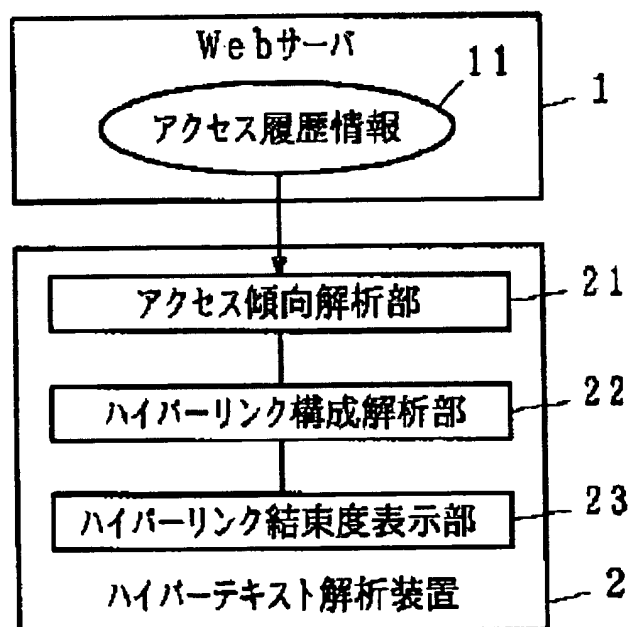 Webサーバ
11
1
アクセス履歴情報
アクセス傾向解析部
21
ハイパーリンク構成解析部
22
ハイパーリンク結束度表示部
23
ハイパーテキスト解析装置
2